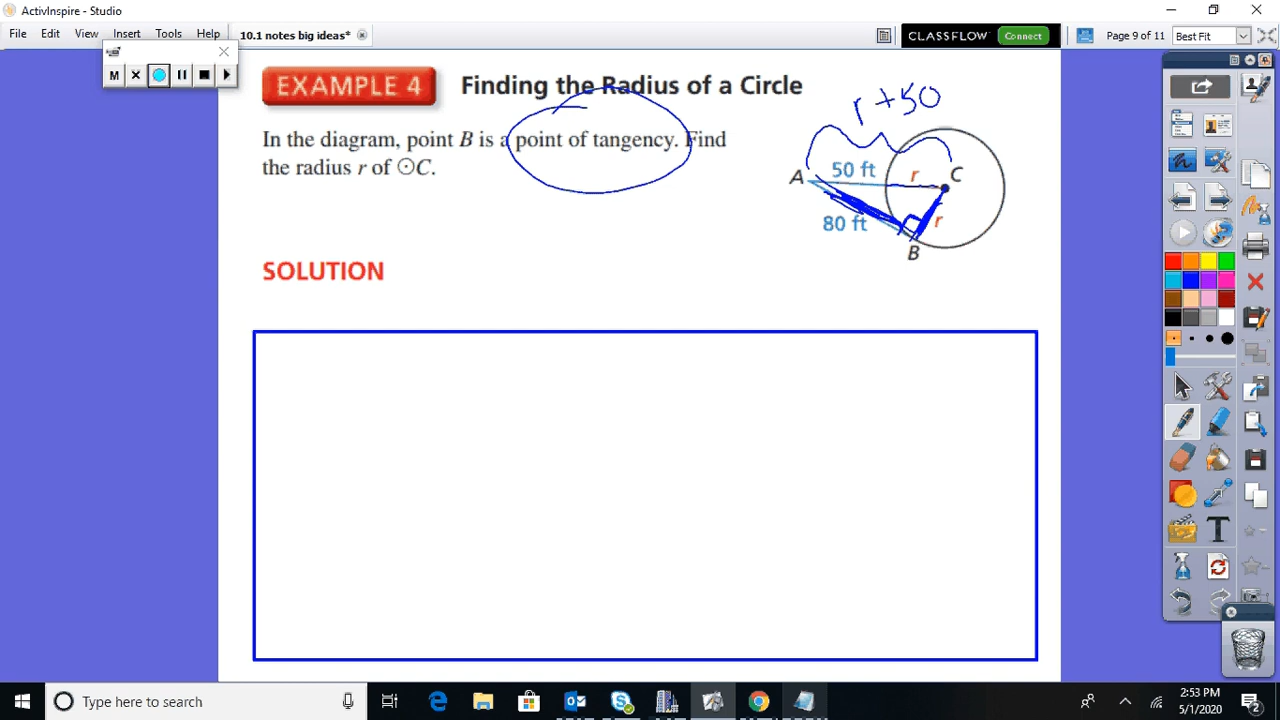 ActivInspire - Studio
File Edit View Insert Tools Help 10.1 notes big ideas*
CLASSFLOW Connect Page 9 of 11 Best Fit
M
EXAMPLE 4 Finding the Radius of a Circle
r+50
In the diagram, point B is a point of tangency. Find
the radius r of ⊙C.
A 50 ft r C
80 ft r
B
SOLUTION
T
Type here to search
2:53 PM
5/1/2020
2